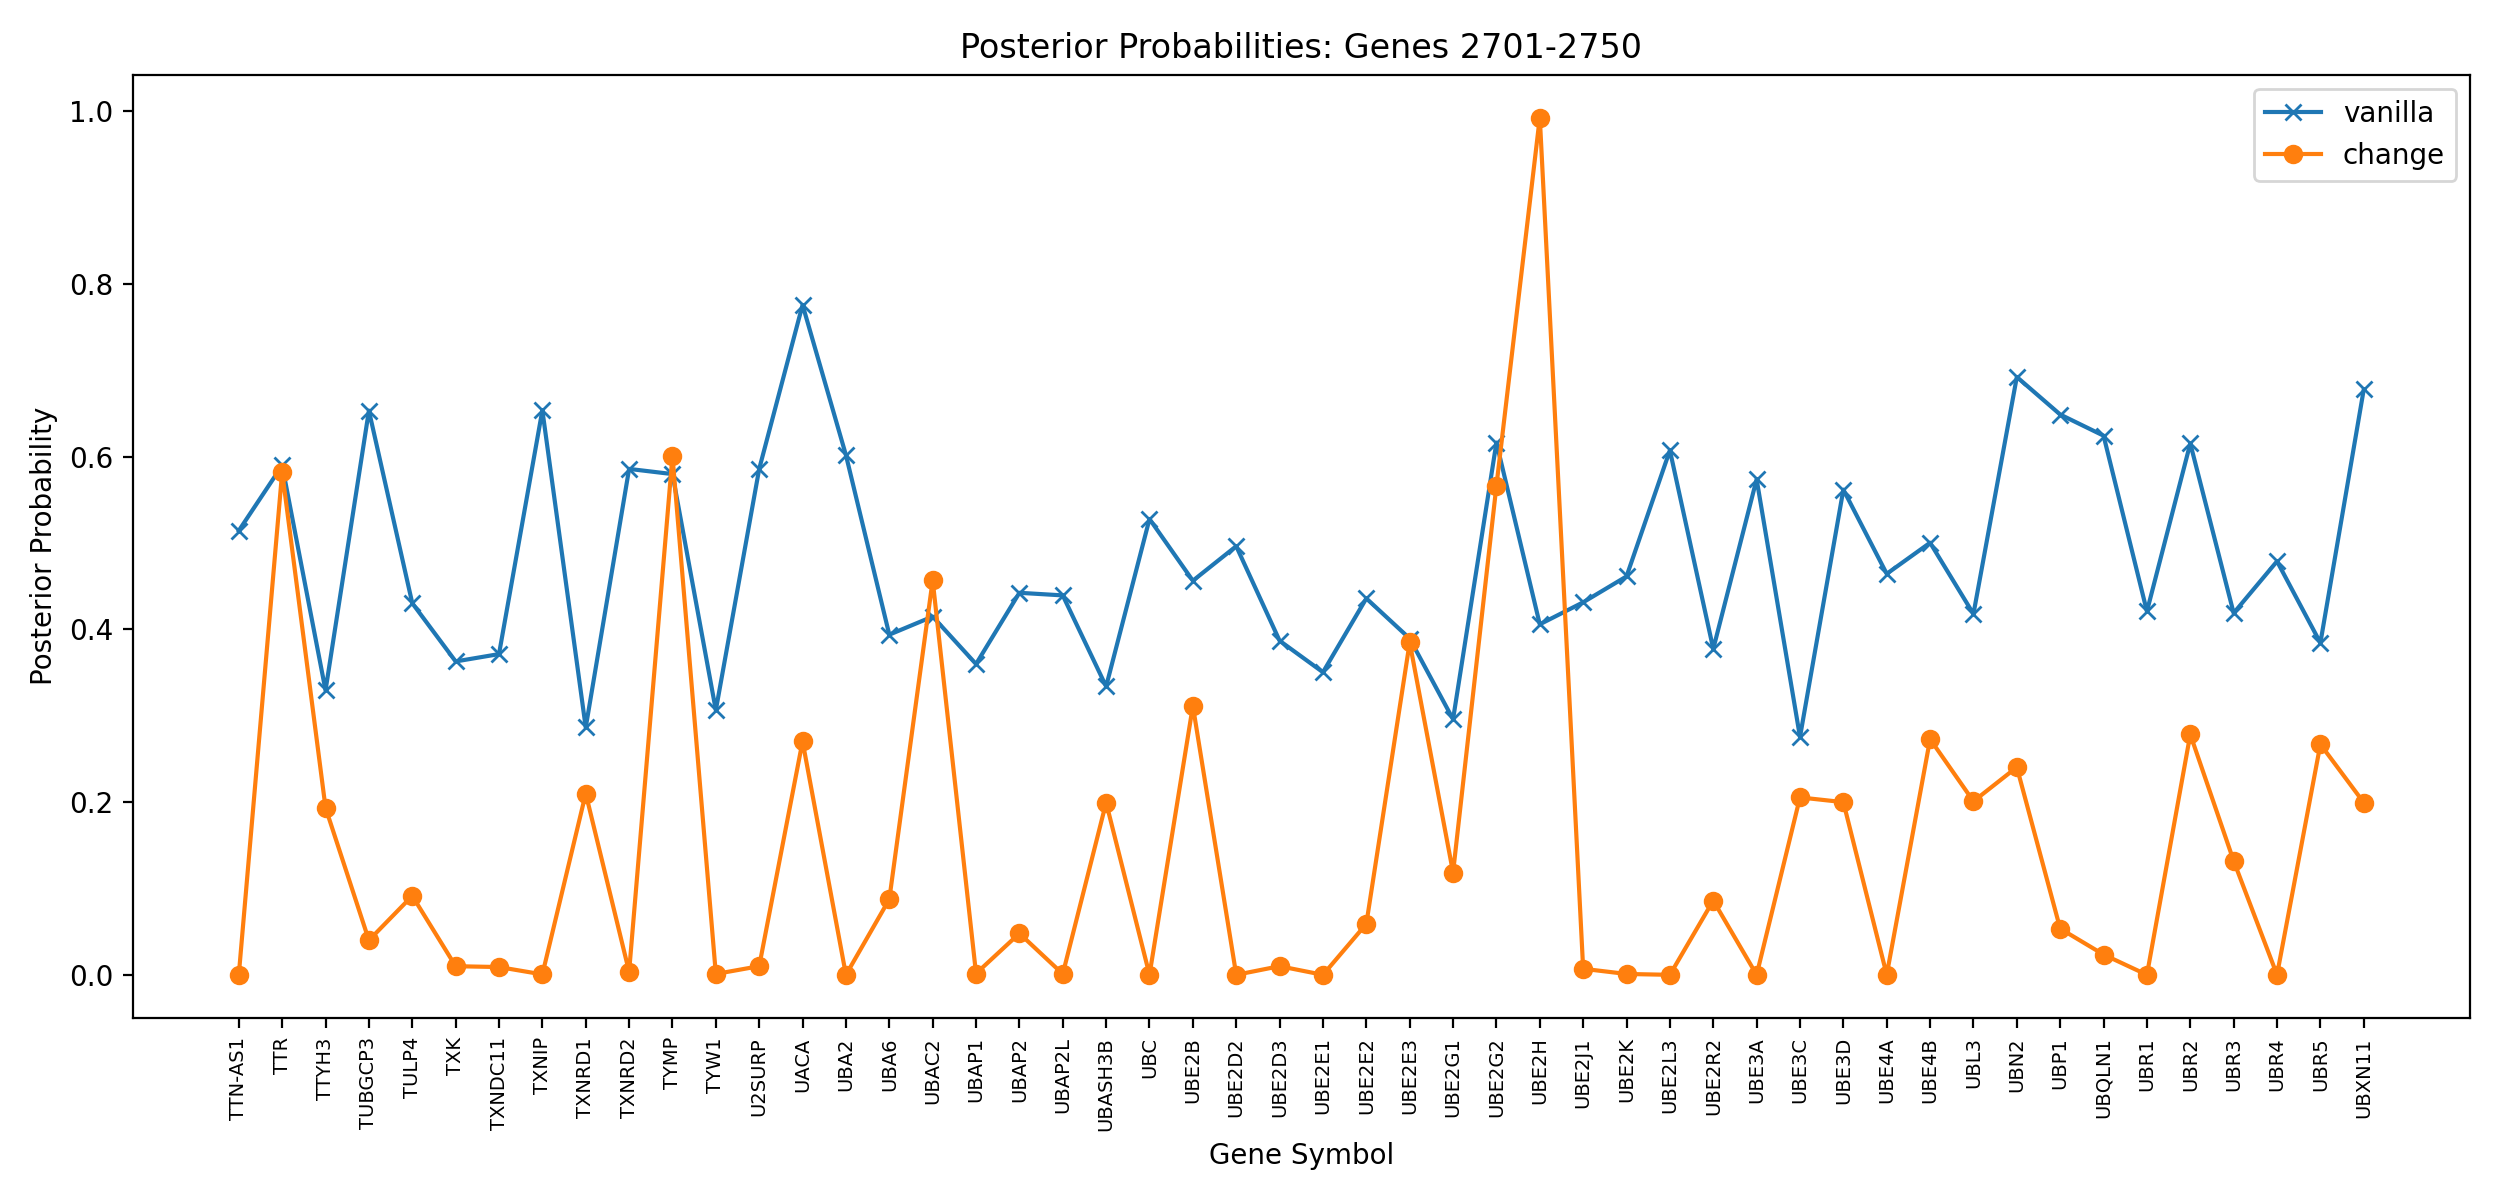 Posterior Probabilities: Genes 2701-2750
vanilla
change
Posterior Probability
1.0
0.8
0.6
0.4
0.2
0.0
TTN-AS1
TTR
TTYH3
TUBGCP3
TULP4
TXK
TXNDC11
TXNIP
TXNRD1
TXNRD2
TYMP
TYW1
U2SURP
UACA
UBA2
UBA6
UBAC2
UBAP1
UBAP2
UBAP2L
UBASH3B
UBC
UBE2B
UBE2D2
UBE2D3
UBE2E1
UBE2E2
UBE2E3
UBE2G1
UBE2G2
UBE2H
UBE2J1
UBE2K
UBE2L3
UBE2R2
UBE3A
UBE3C
UBE3D
UBE4A
UBE4B
UBL3
UBN2
UBP1
UBQLN1
UBR1
UBR2
UBR3
UBR4
UBR5
UBXN11
Gene Symbol